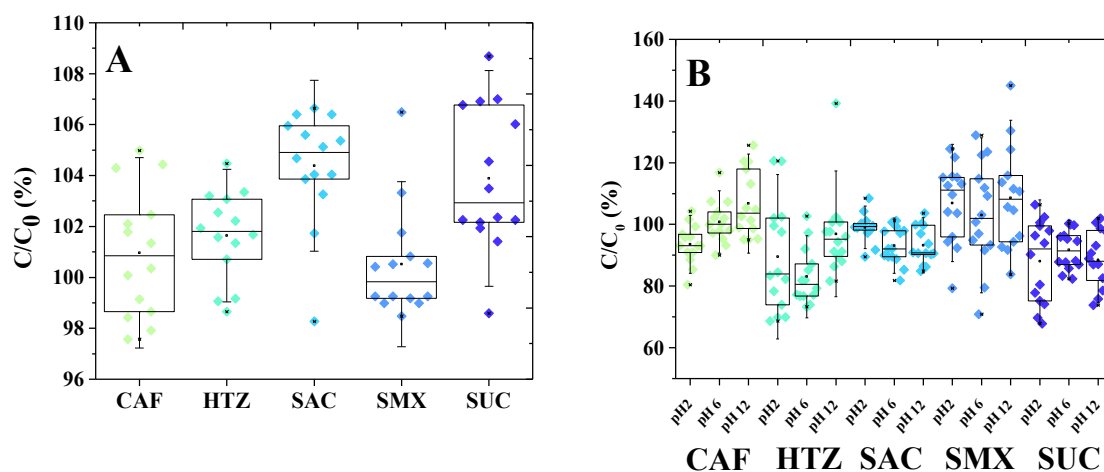 A
C/C0 (%)
110
108
106
104
102
100
98
96
CAF HTZ SAC SMX SUC
B
C/C0 (%)
160
140
120
100
80
60
pH2 pH 6 pH 12 pH2 pH 6 pH 12 pH2 pH 6 pH 12 pH2 pH 6 pH 12 pH2 pH 6 pH 12
CAF HTZ SAC SMX SUC